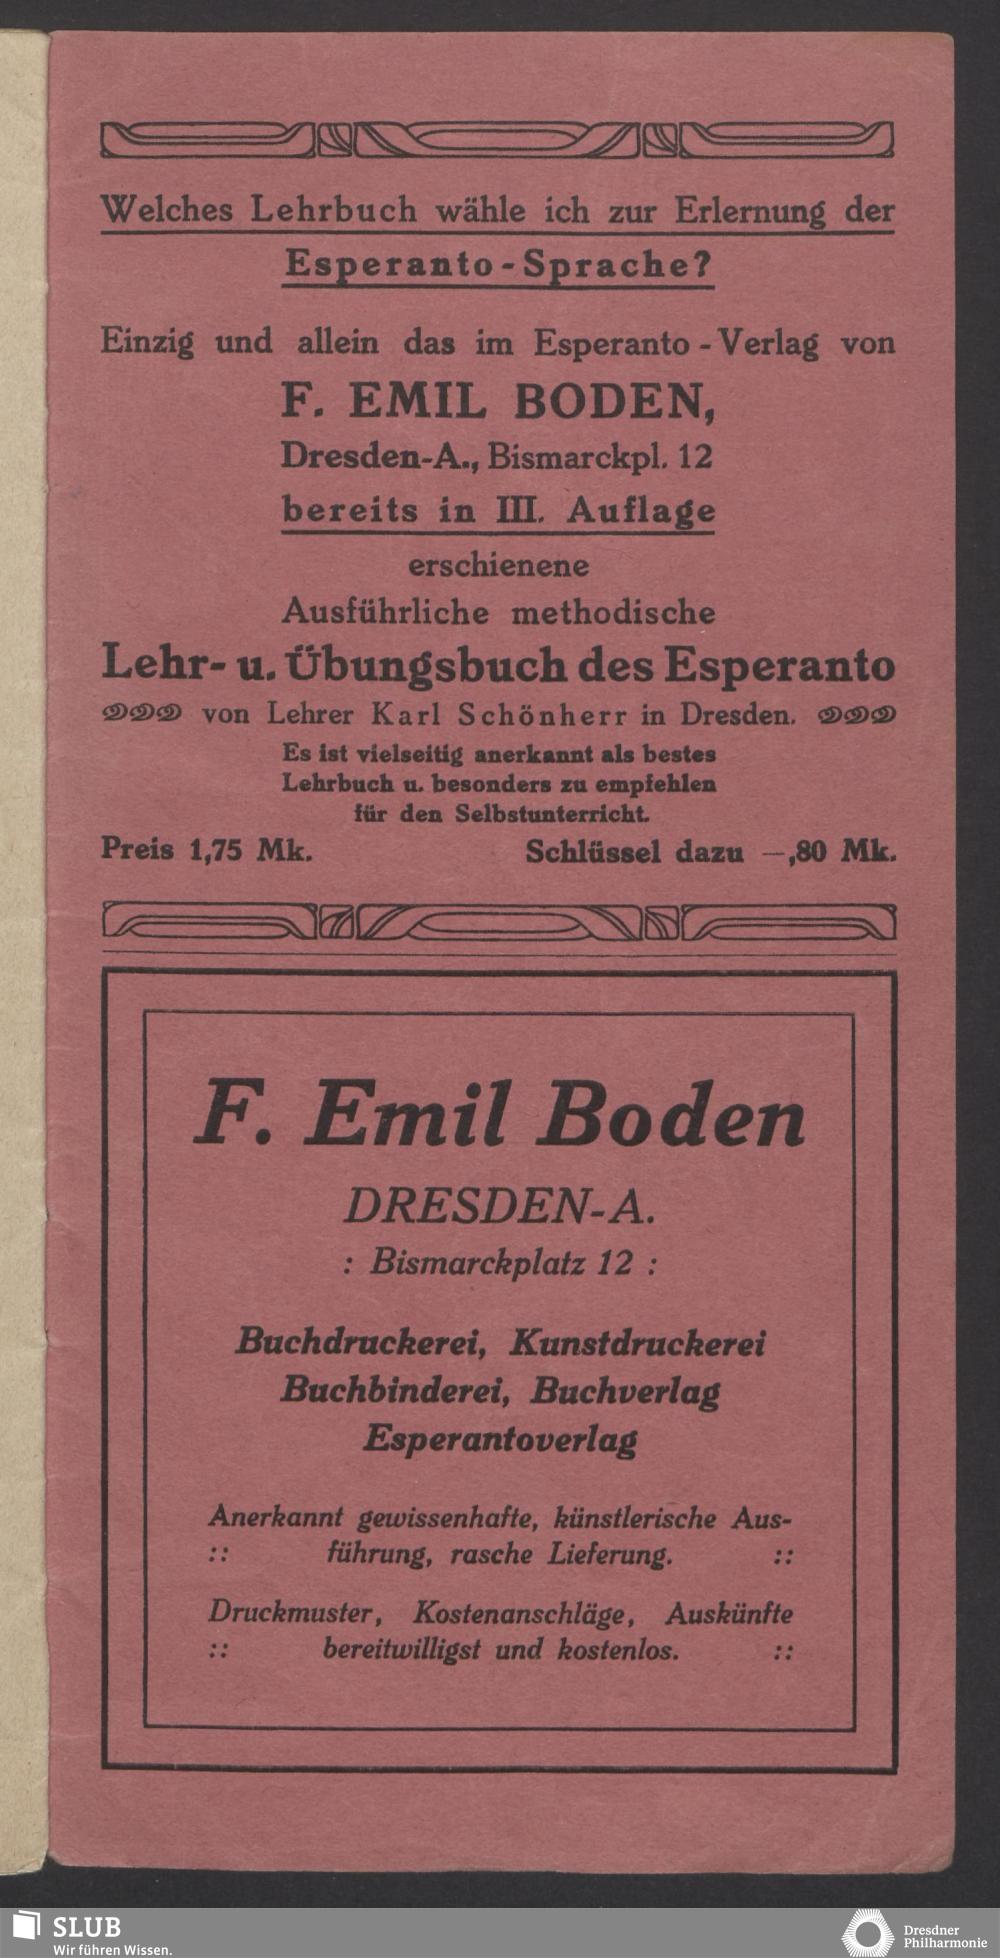 Welches Lehrbuch wähle ich zur Erlernung der
Esperanto-Sprache?
Einzig und allein das im Esperanto-Verlag von
F. EMIL BODEN,
Dresden-A., Bismarckpl. 12
bereits in III. Auflage
erschienene
Ausführliche methodische
Lehr- u. Übungsbuch des Esperanto
von Lehrer Karl Schönherr in Dresden.
Es ist vielseitig anerkannt als bestes
Lehrbuch u. besonders zu empfehlen
für den Selbstunterricht.
Preis 1,75 Mk. Schlüssel dazu —,80 Mk.
F. Emil Boden
DRESDEN-A.
: Bismarckplatz 12 :
Buchdruckerei, Kunstdruckerei
Buchbinderei, Buchverlag
Esperantoverlag
Anerkannt gewissenhafte, künstlerische Aus-
:: führung, rasche Lieferung. ::
Druckmuster, Kostenanschläge, Auskünfte
:: bereitwilligst und kostenlos. ::
SLUB
Wir führen Wissen.
Dresdner
Philharmonie